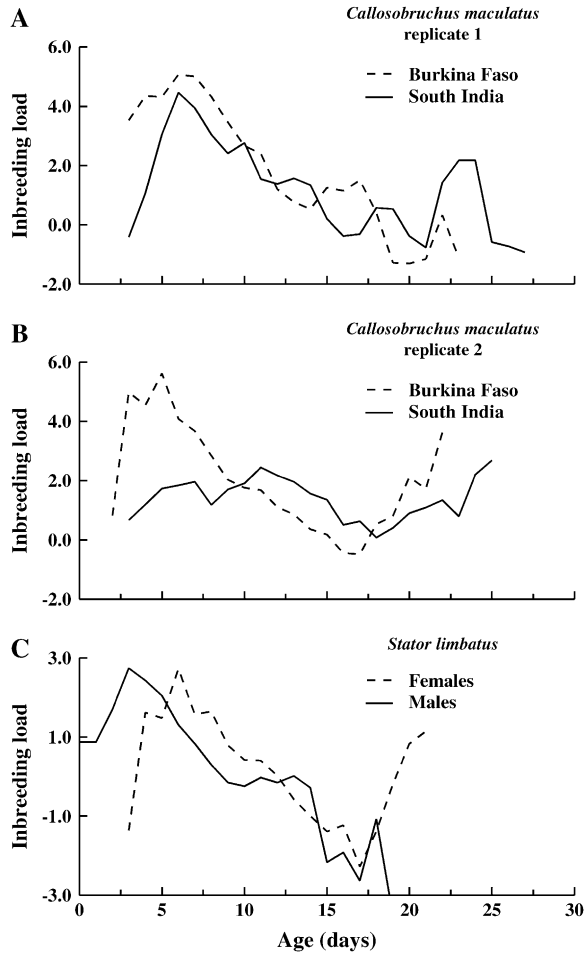 A
Callosobruchus maculatus
replicate 1
6.0
4.0
2.0
0.0
-2.0
Inbreeding load
Burkina Faso
South India
B
Callosobruchus maculatus
replicate 2
6.0
4.0
2.0
0.0
-2.0
Inbreeding load
Burkina Faso
South India
C
Stator limbatus
3.0
1.0
-1.0
-3.0
Inbreeding load
Females
Males
0 5 10 15 20 25 30
Age (days)